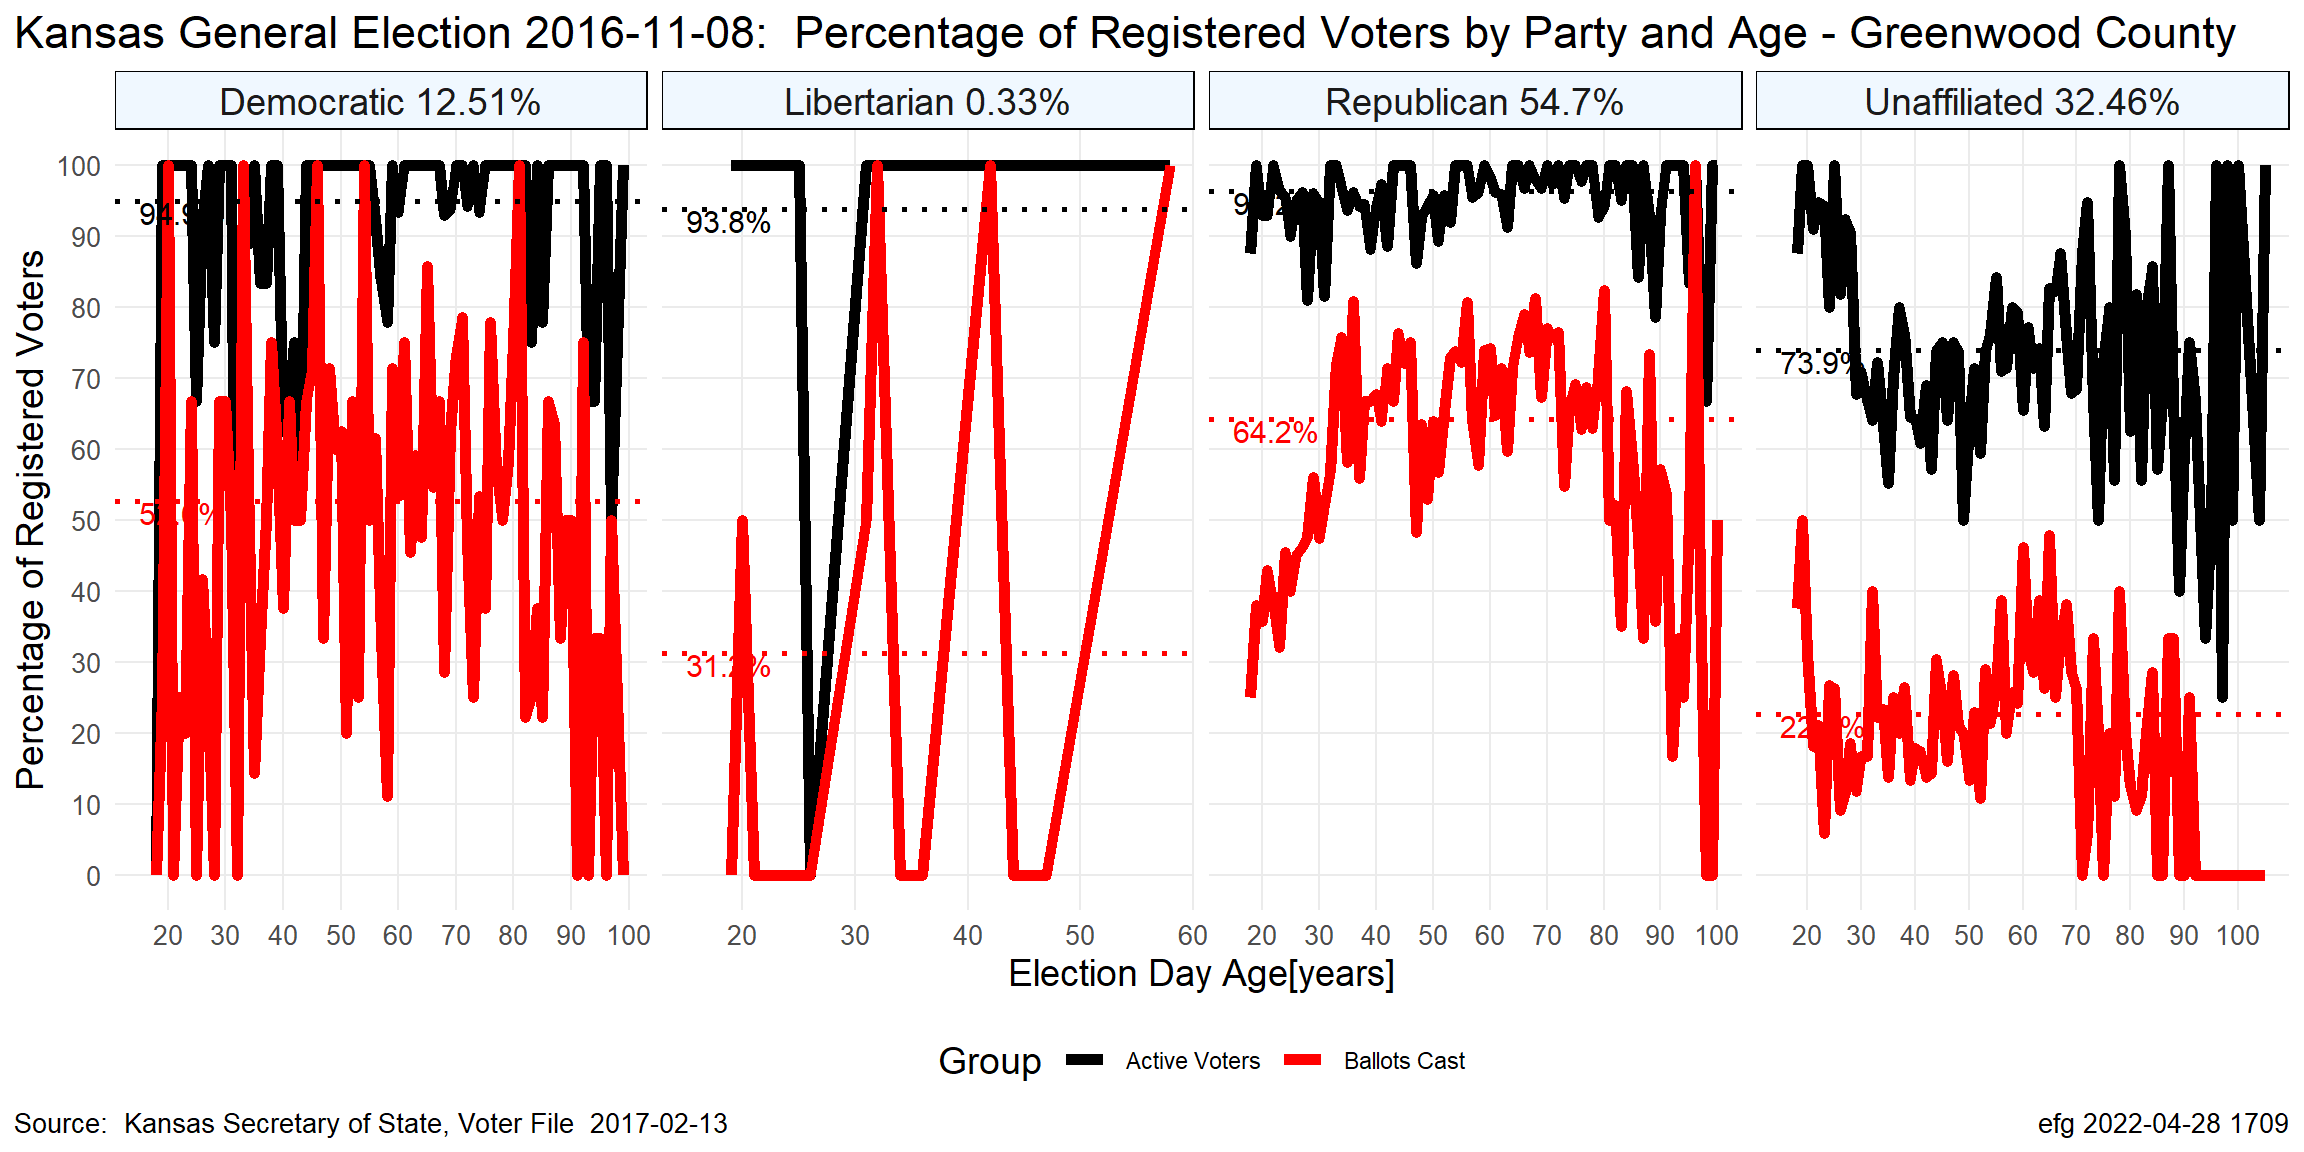 Kansas General Election 2016-11-08:  Percentage of Registered Voters by Party and Age - Greenwood County
Democratic 12.51%
Libertarian 0.33%
Republican 54.7%
Unaffiliated 32.46%
Percentage of Registered Voters
100
90
80
70
60
50
40
30
20
10
0
93.8%
31.2%
64.2%
73.9%
20 30 40 50 60 70 80 90 100
20 30 40 50 60
20 30 40 50 60 70 80 90 100
20 30 40 50 60 70 80 90 100
Election Day Age[years]
Group Active Voters Ballots Cast
Source:  Kansas Secretary of State, Voter File  2017-02-13
efg 2022-04-28 1709